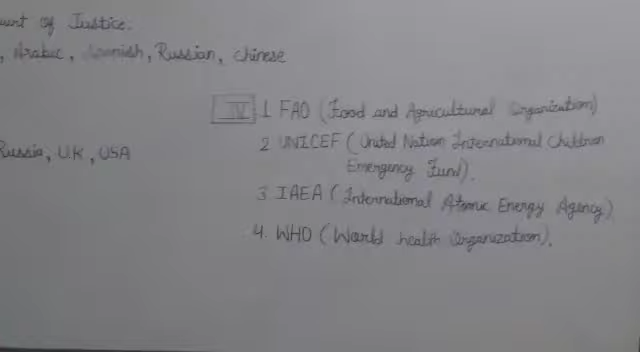 of Justice.
, Arabic, Spanish, Russian, Chinese
Russia, UK, USA
IV 1 FAO (Food and Agricultural Organization)
2 UNICEF (United Nation International Children
Emergency Fund).
3 IAEA (International Atomic Energy Agency)
4. WHO (World health Organization).